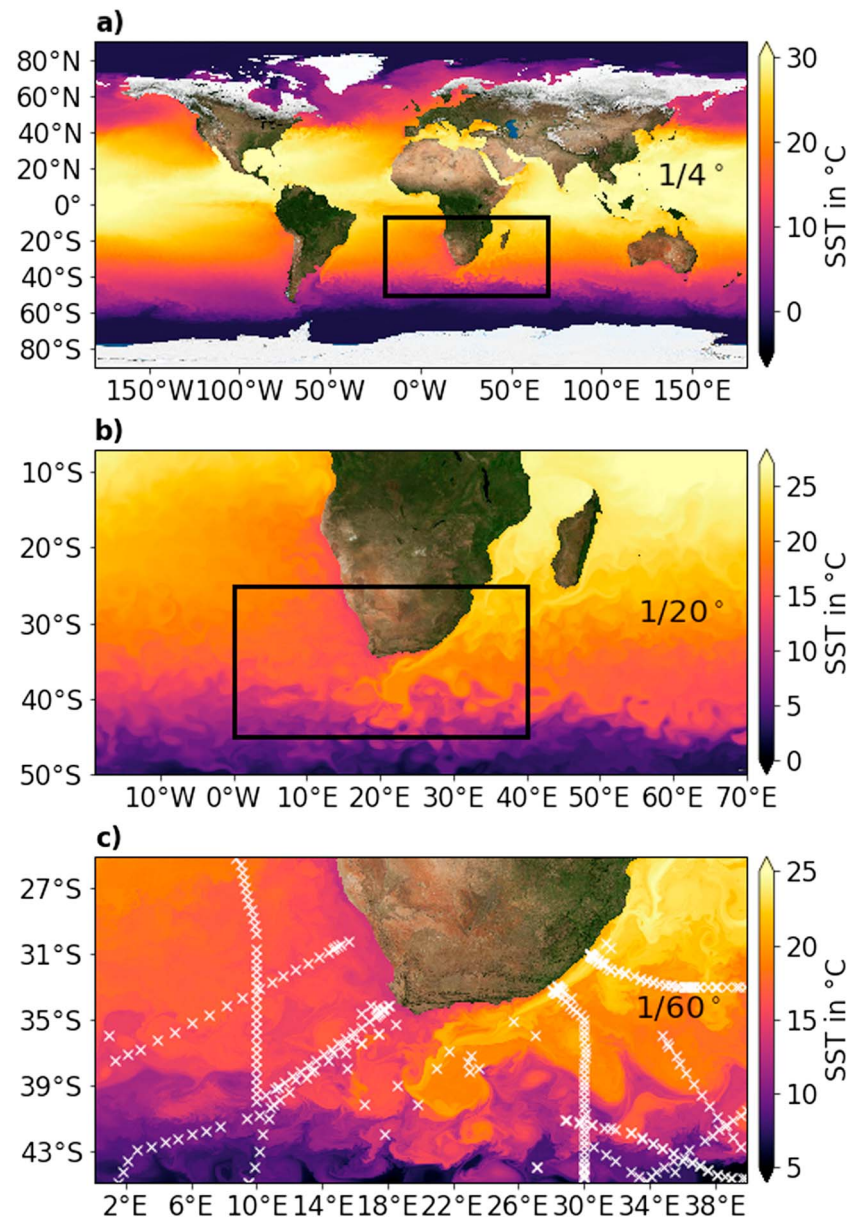 a)
80°N
60°N
40°N
20°N
0°
20°S
40°S
60°S
80°S
1/4°
150°W100°W 50°W 0°W 50°E 100°E 150°E
30
20
10
0
SST in °C
b)
10°S
20°S
30°S
40°S
50°S
1/20°
10°W 0°W 10°E 20°E 30°E 40°E 50°E 60°E 70°E
25
20
15
10
5
0
SST in °C
c)
27°S
31°S
35°S
39°S
43°S
1/60°
2°E 6°E 10°E 14°E 18°E 22°E 26°E 30°E 34°E 38°E
25
20
15
10
5
SST in °C